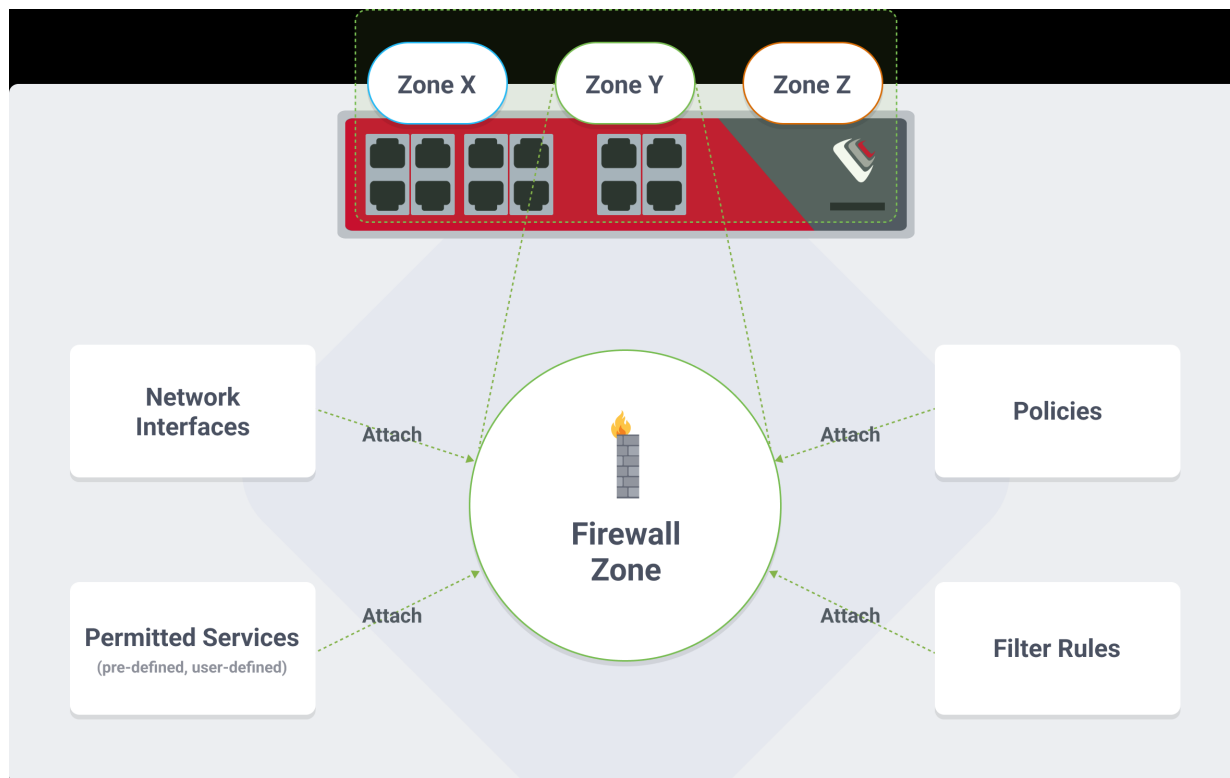 Zone X
Zone Y
Zone Z
Network
Interfaces
Attach
Attach
Policies
Firewall
Zone
Permitted Services
(pre-defined, user-defined)
Attach
Attach
Filter Rules